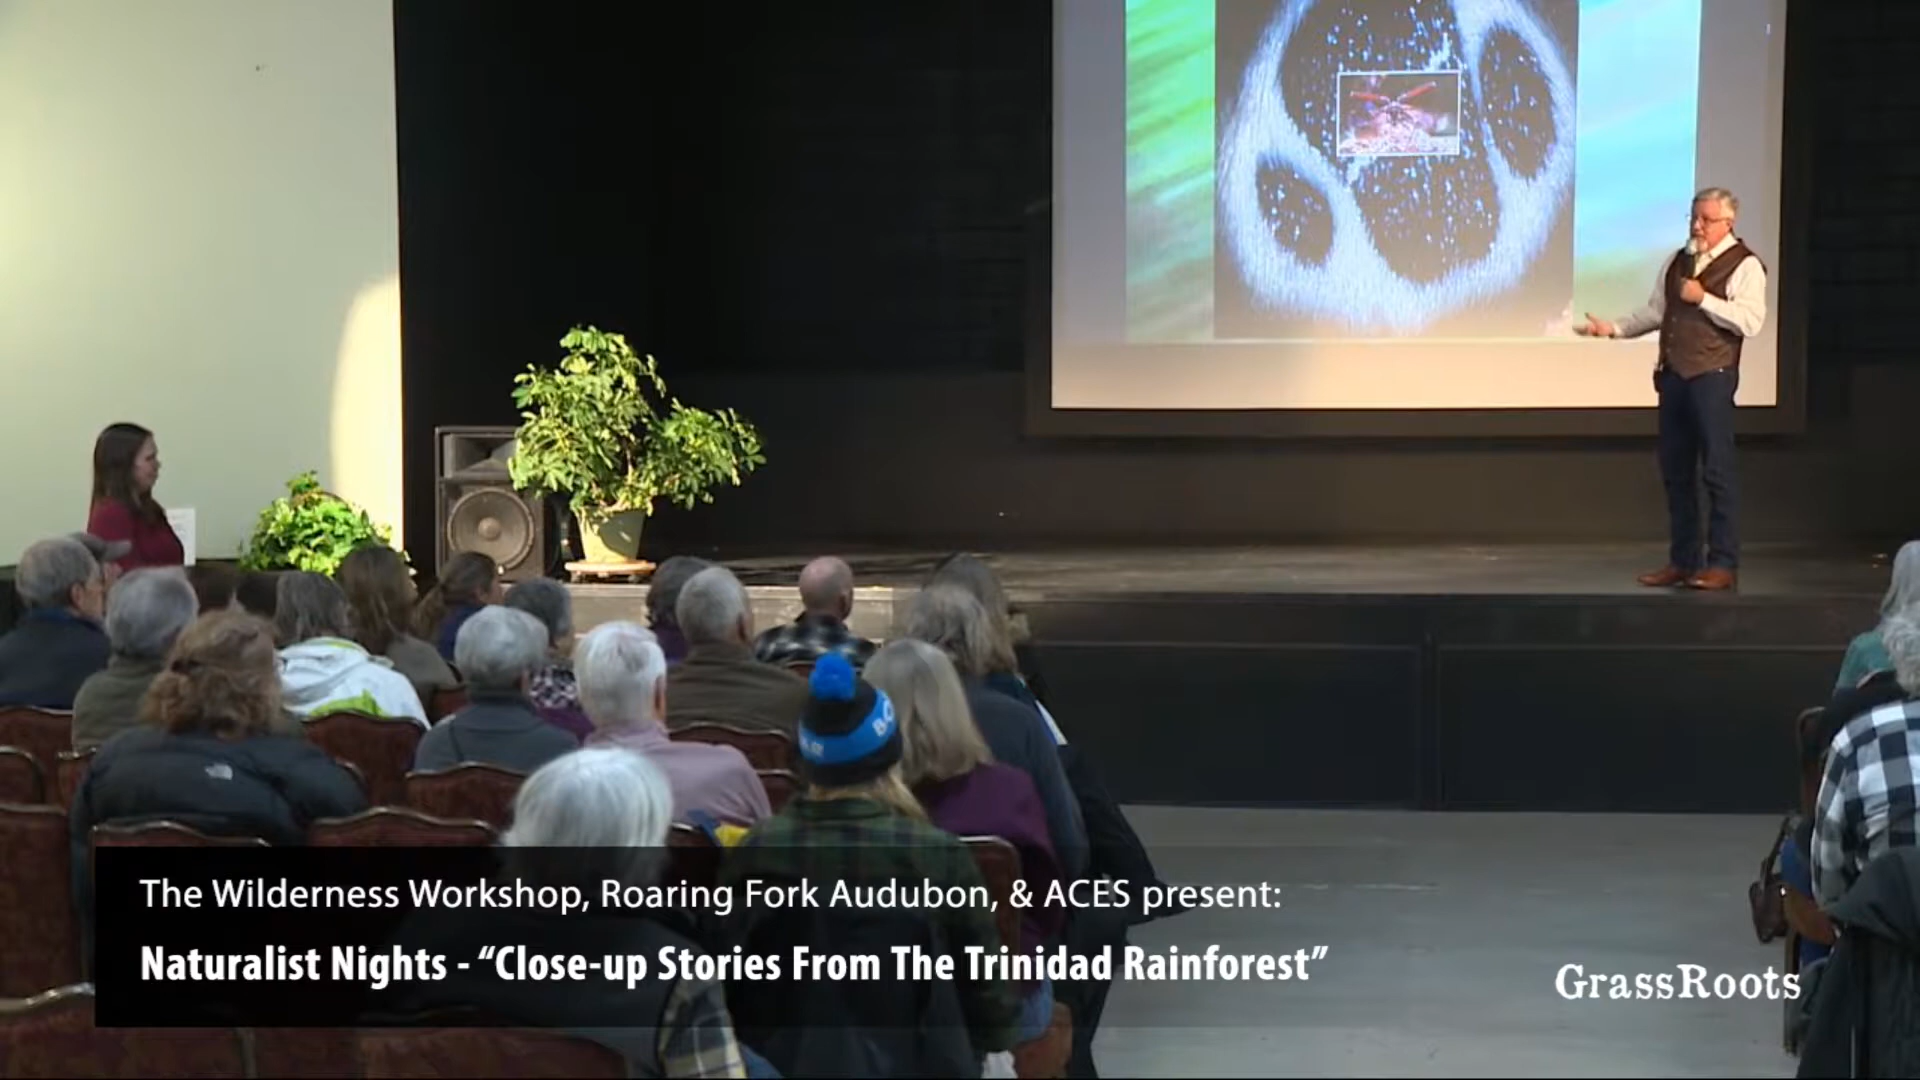 The Wilderness Workshop, Roaring Fork Audubon, & ACES present:
Naturalist Nights - “Close-up Stories From The Trinidad Rainforest”
GrassRoots